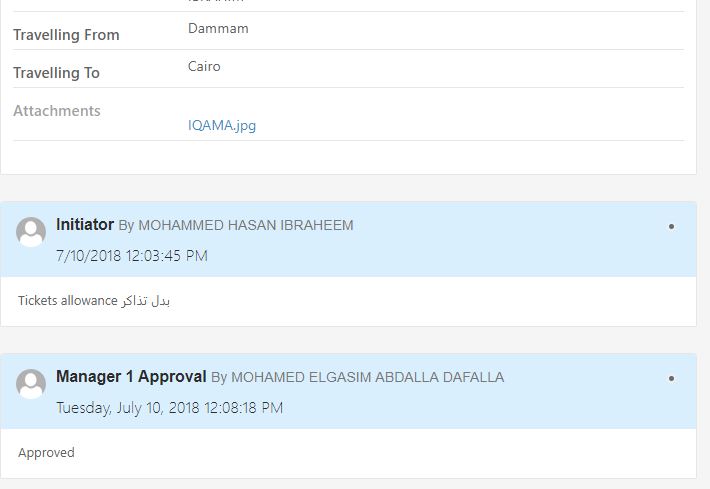 Travelling From Dammam
Travelling To Cairo
Attachments
IQAMA.jpg
Initiator By MOHAMMED HASAN IBRAHEEM
7/10/2018 12:03:45 PM
Tickets allowance بدل تذاكر
Manager 1 Approval By MOHAMED ELGASIM ABDALLA DAFALLA
Tuesday, July 10, 2018 12:08:18 PM
Approved